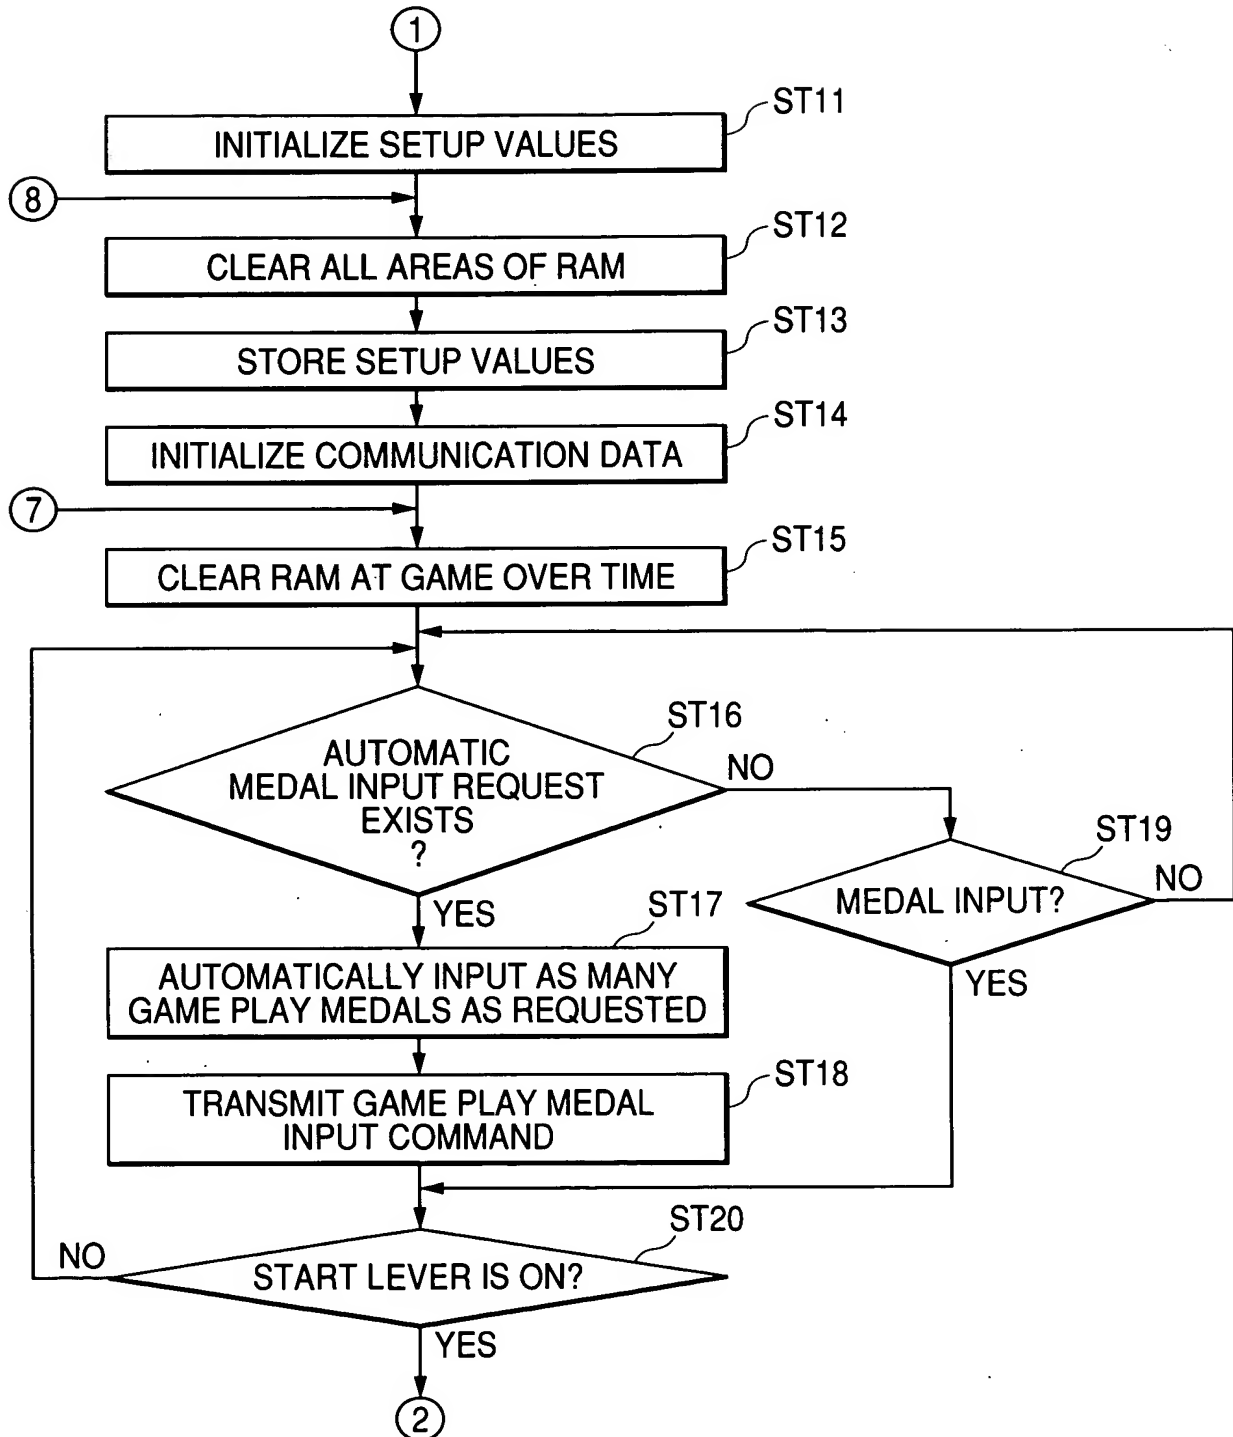 1
ST11
INITIALIZE SETUP VALUES
8
ST12
CLEAR ALL AREAS OF RAM
ST13
STORE SETUP VALUES
ST14
INITIALIZE COMMUNICATION DATA
7
ST15
CLEAR RAM AT GAME OVER TIME
ST16
AUTOMATIC
MEDAL INPUT REQUEST
EXISTS
?
NO
YES
ST19
MEDAL INPUT?
NO
YES
ST17
AUTOMATICALLY INPUT AS MANY
GAME PLAY MEDALS AS REQUESTED
ST18
TRANSMIT GAME PLAY MEDAL
INPUT COMMAND
ST20
NO
START LEVER IS ON?
YES
2